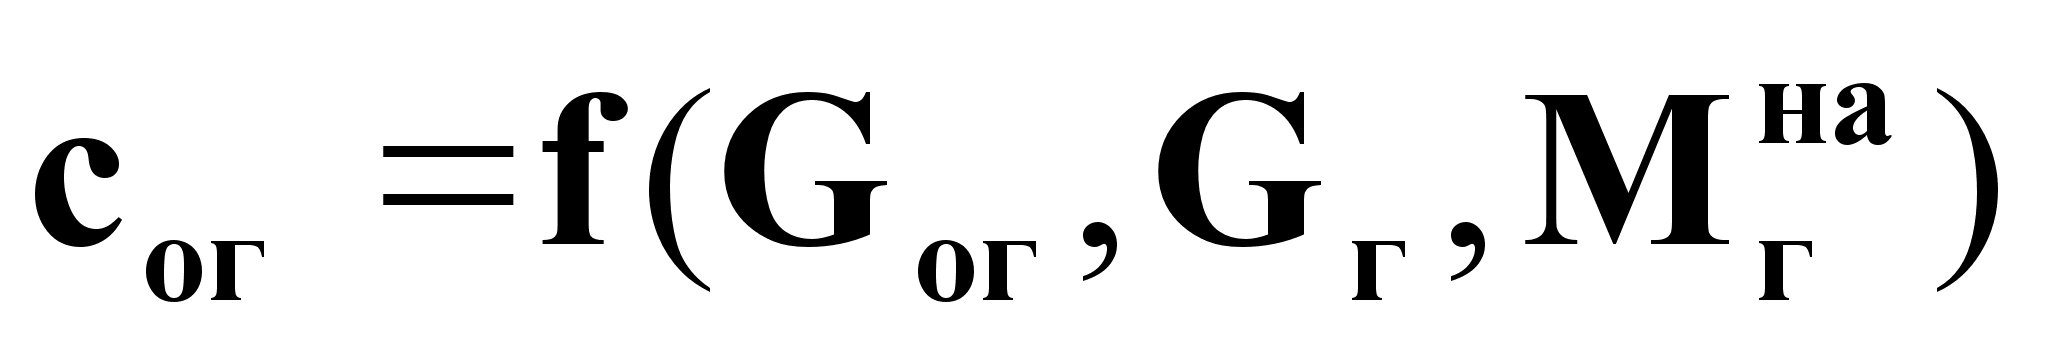 c_ог = f(G_ог, G_г, M_г^на)